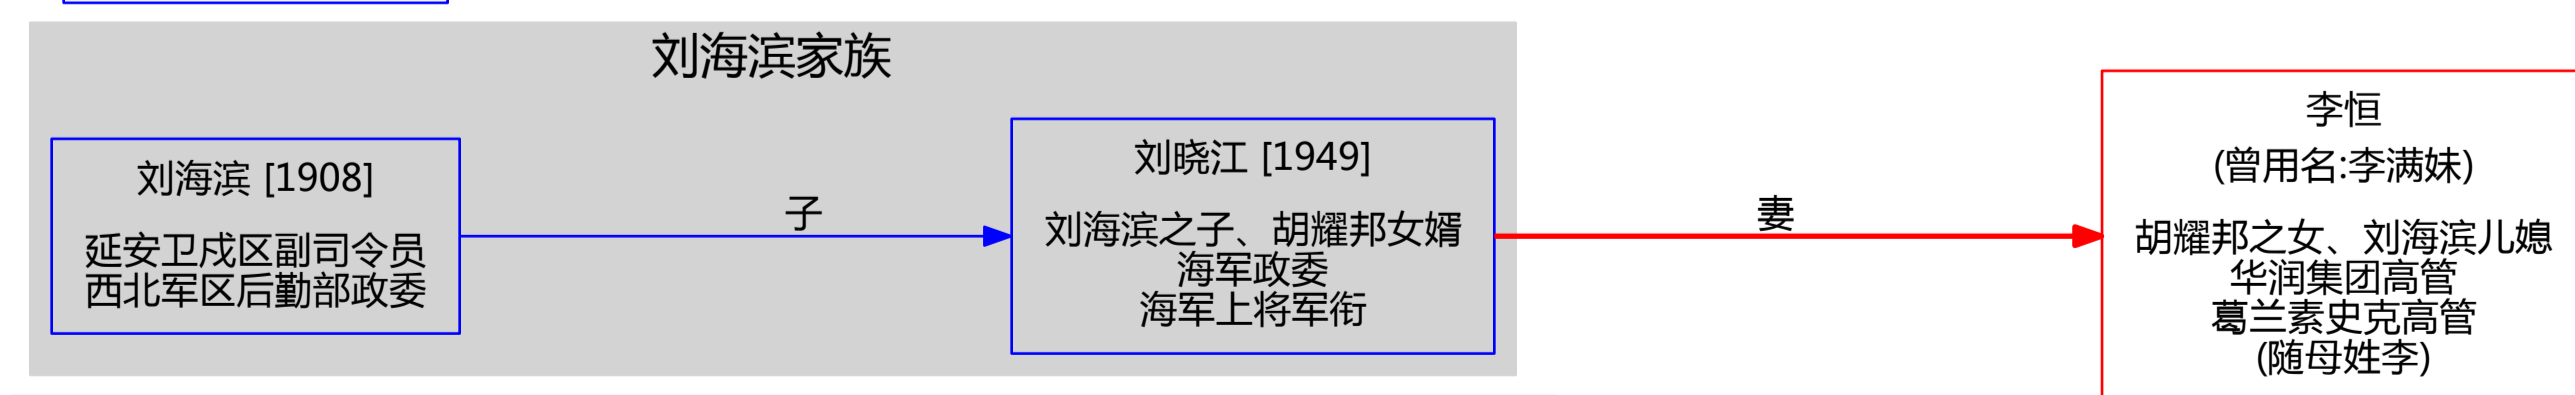 刘海滨家族
刘海滨 [1908]
延安卫戍区副司令员
西北军区后勤部政委
子
刘晓江 [1949]
刘海滨之子、胡耀邦女婿
海军政委
海军上将军衔
妻
李恒
(曾用名:李满妹)
胡耀邦之女、刘海滨儿媳
华润集团高管
葛兰素史克高管
(随母姓李)